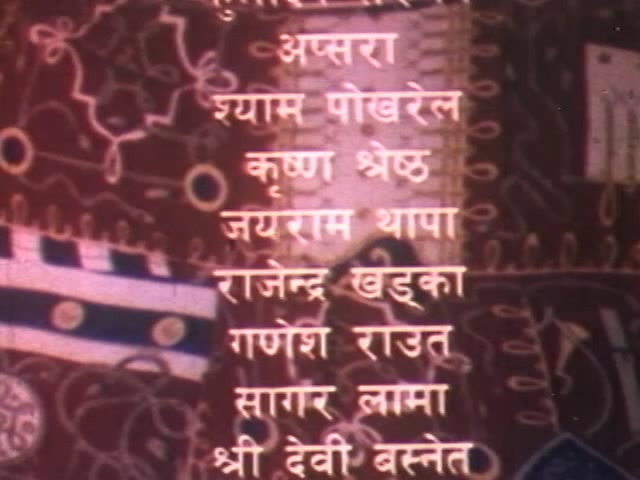 अप्सरा
श्याम पोखरेल
कृष्ण श्रेष्ठ
जयराम थापा
राजेन्द्र खड्का
गणेश राउत
सागर लामा
श्री देवी बस्नेत